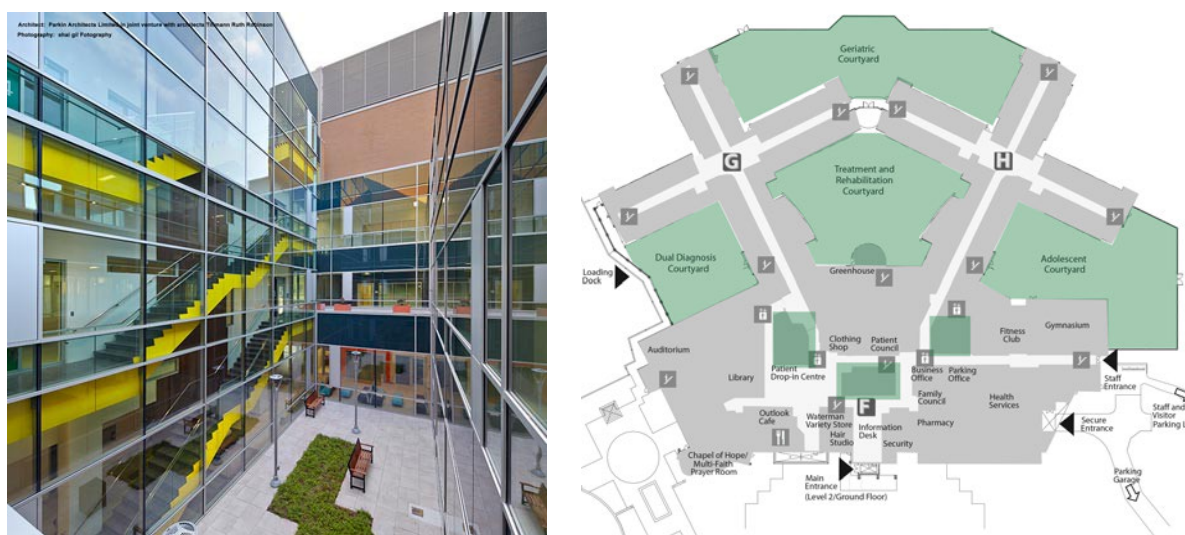 Architect: Parkin Architects Limited in joint venture with architects Tillmann Ruth Robinson
Photography: shai gil Fotography
Geriatric
Courtyard
G
H
Treatment and
Rehabilitation
Courtyard
Dual Diagnosis
Courtyard
Adolescent
Courtyard
Loading
Dock
Greenhouse
Fitness
Club
Gymnasium
Auditorium
Clothing
Shop
Patient
Council
Library
Patient
Drop-in Centre
Business
Office
Parking
Office
Staff
Entrance
Family
Council
Health
Services
F
Outlook
Cafe
Waterman
Variety Store
Information
Desk
Pharmacy
Hair
Studio
Security
Secure
Entrance
Staff and
Visitor
Parking L
Chapel of Hope/
Multi-Faith
Prayer Room
Main
Entrance
(Level 2/Ground Floor)
Parking
Garage